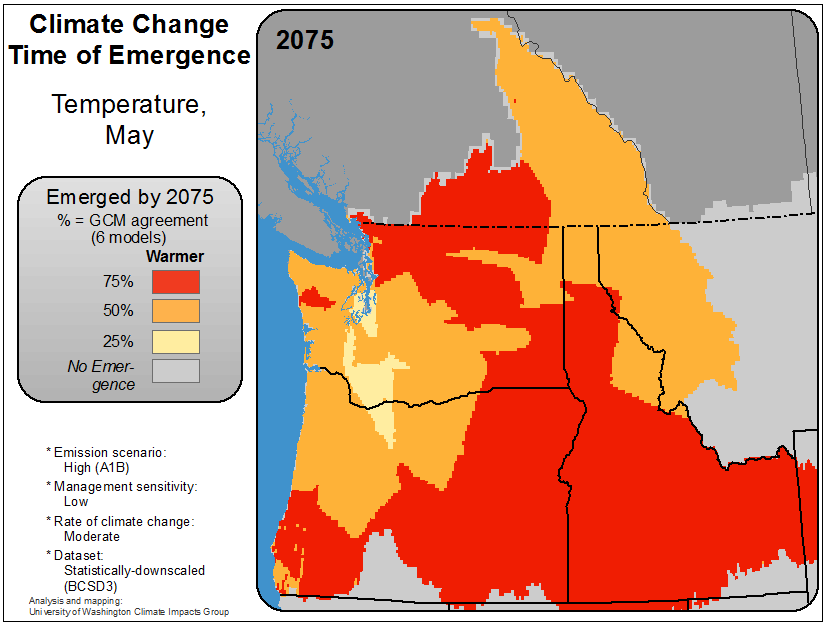 Climate Change
Time of Emergence
Temperature,
May
Emerged by 2075
% = GCM agreement
(6 models)
Warmer
75%
50%
25%
No Emer-
gence
* Emission scenario:
High (A1B)
* Management sensitivity:
Low
* Rate of climate change:
Moderate
* Dataset:
Statistically-downscaled
(BCSD3)
Analysis and mapping:
University of Washington Climate Impacts Group
2075